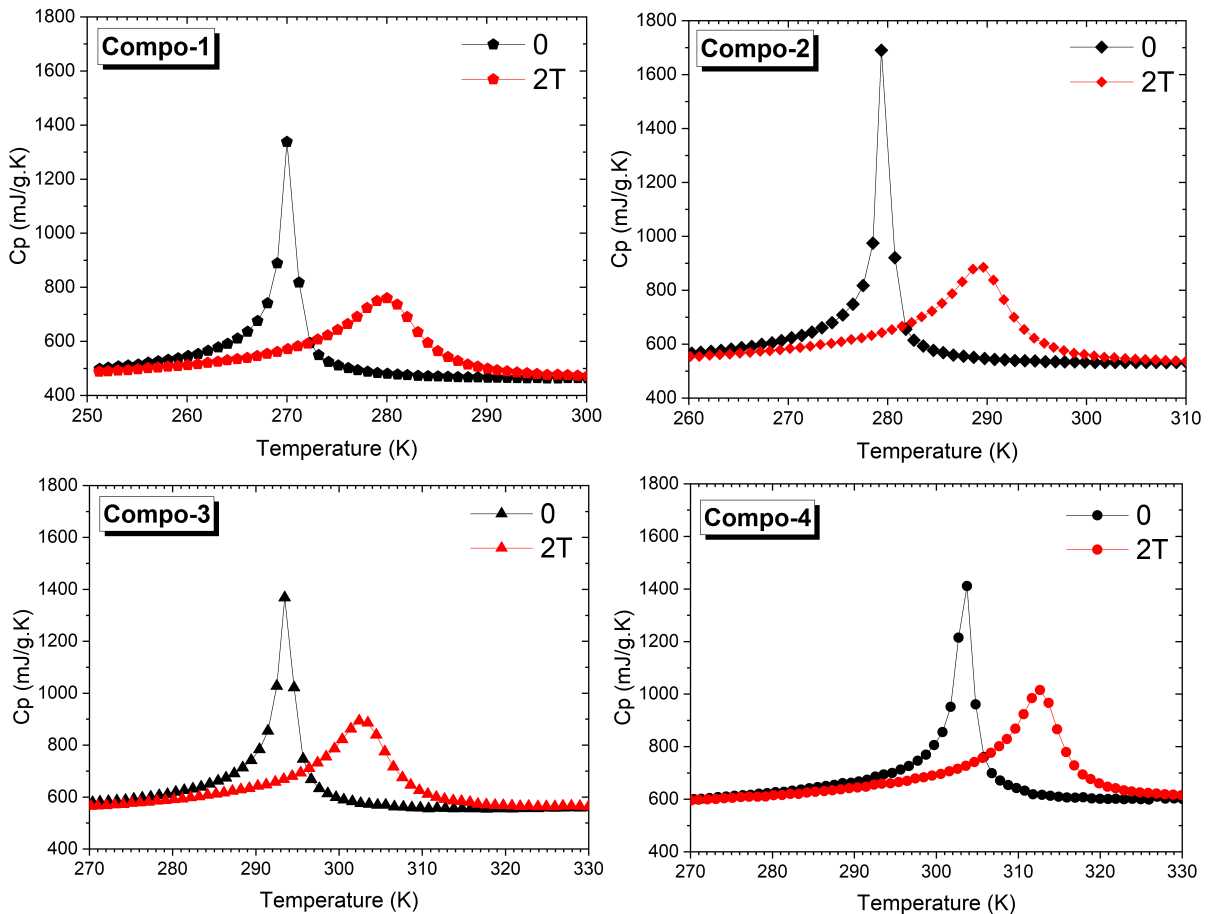 Compo-1
0
2T
1800
1600
1400
1200
1000
800
600
400
Cp (mJ/g.K)
250 260 270 280 290 300
Temperature (K)
Compo-2
0
2T
1800
1600
1400
1200
1000
800
600
400
Cp (mJ/g.K)
260 270 280 290 300 310
Temperature (K)
Compo-3
0
2T
1800
1600
1400
1200
1000
800
600
400
Cp (mJ/g.K)
270 280 290 300 310 320 330
Temperature (K)
Compo-4
0
2T
1800
1600
1400
1200
1000
800
600
400
Cp (mJ/g.K)
270 280 290 300 310 320 330
Temperature (K)